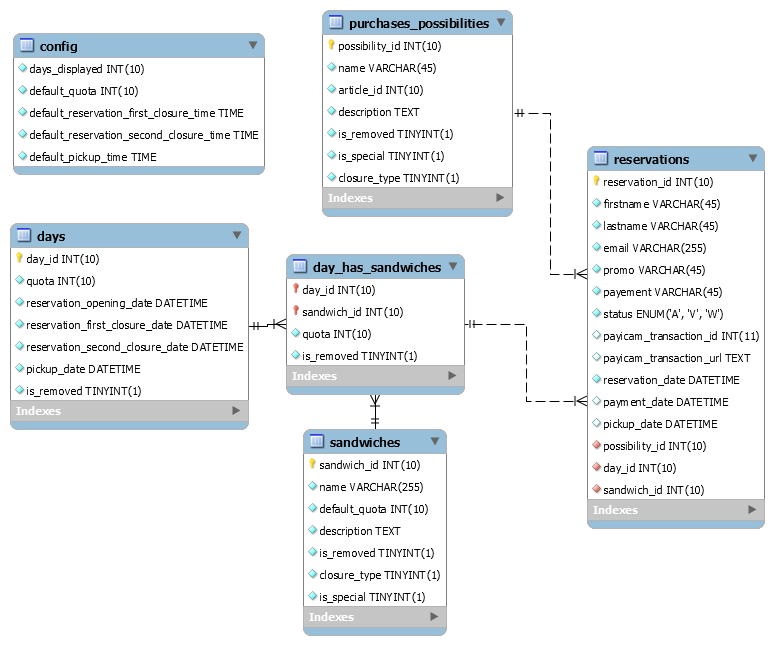 config
days_displayed INT(10)
default_quota INT(10)
default_reservation_first_closure_time TIME
default_reservation_second_closure_time TIME
default_pickup_time TIME
purchases_possibilities
possibility_id INT(10)
name VARCHAR(45)
article_id INT(10)
description TEXT
is_removed TINYINT(1)
is_special TINYINT(1)
closure_type TINYINT(1)
Indexes
reservations
reservation_id INT(10)
firstname VARCHAR(45)
lastname VARCHAR(45)
email VARCHAR(255)
promo VARCHAR(45)
payement VARCHAR(45)
status ENUM('A', 'V', 'W')
payicam_transaction_id INT(11)
payicam_transaction_url TEXT
reservation_date DATETIME
payment_date DATETIME
pickup_date DATETIME
possibility_id INT(10)
day_id INT(10)
sandwich_id INT(10)
Indexes
days
day_id INT(10)
quota INT(10)
reservation_opening_date DATETIME
reservation_first_closure_date DATETIME
reservation_second_closure_date DATETIME
pickup_date DATETIME
is_removed TINYINT(1)
Indexes
day_has_sandwiches
day_id INT(10)
sandwich_id INT(10)
quota INT(10)
is_removed TINYINT(1)
Indexes
sandwiches
sandwich_id INT(10)
name VARCHAR(255)
default_quota INT(10)
description TEXT
is_removed TINYINT(1)
closure_type TINYINT(1)
is_special TINYINT(1)
Indexes